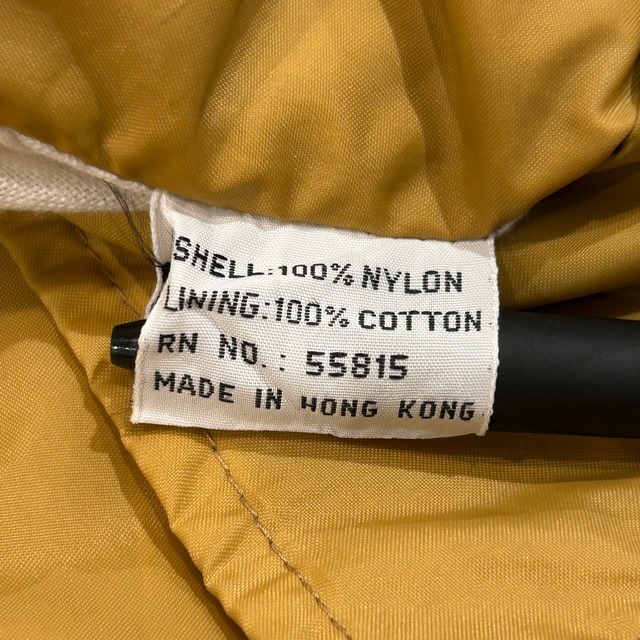 SHELL:100% NYLON
LINING:100% COTTON
RN NO.: 55815
MADE IN HONG KONG